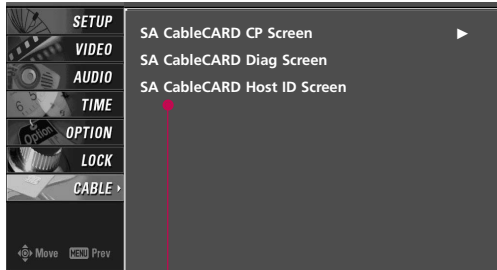 SETUP
VIDEO
AUDIO
TIME
OPTION
LOCK
CABLE
Move MENU Prev
SA CableCARD CP Screen
SA CableCARD Diag Screen
SA CableCARD Host ID Screen